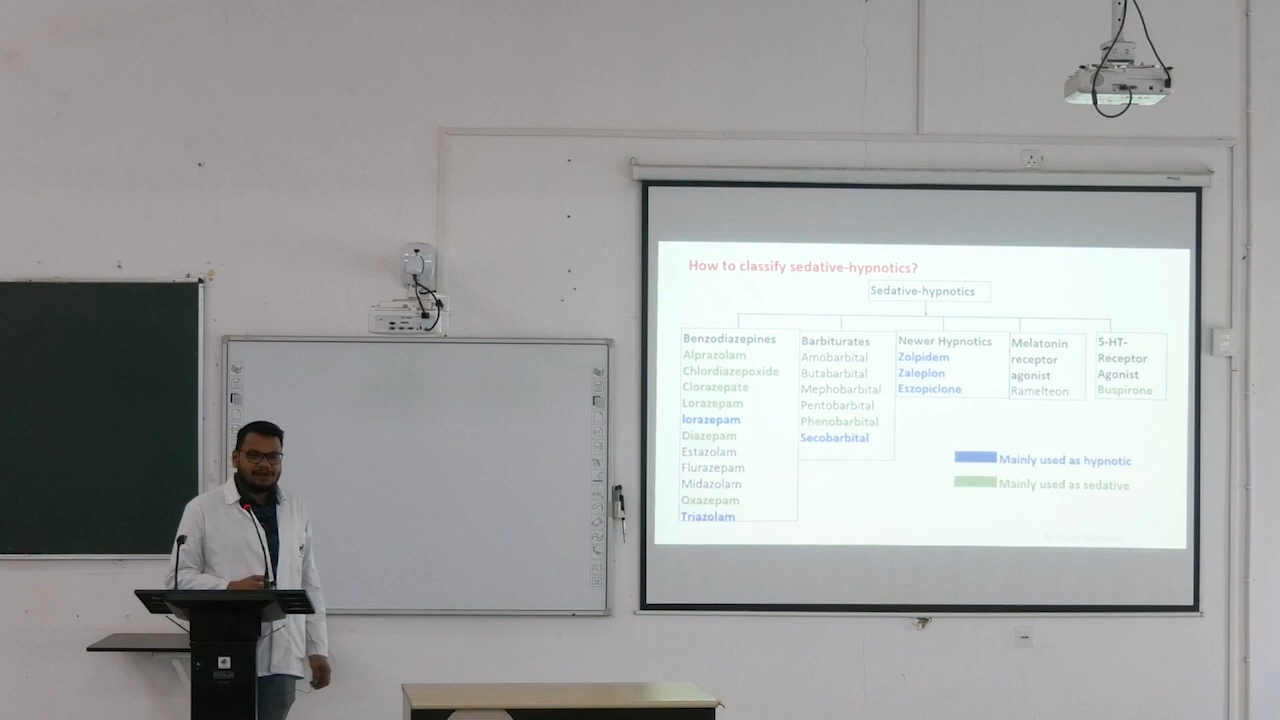 How to classify sedative-hypnotics?
Sedative-hypnotics
Benzodiazepines
Alprazolam
Chlordiazepoxide
Clorazepate
Lorazepam
lorazepam
Diazepam
Estazolam
Flurazepam
Midazolam
Oxazepam
Triazolam
Barbiturates
Amobarbital
Butabarbital
Mephobarbital
Pentobarbital
Phenobarbital
Secobarbital
Newer Hypnotics
Zolpidem
Zaleplon
Eszopiclone
Melatonin
receptor
agonist
Ramelteon
5-HT-
Receptor
Agonist
Buspirone
Mainly used as hypnotic
Mainly used as sedative
Activate Windows